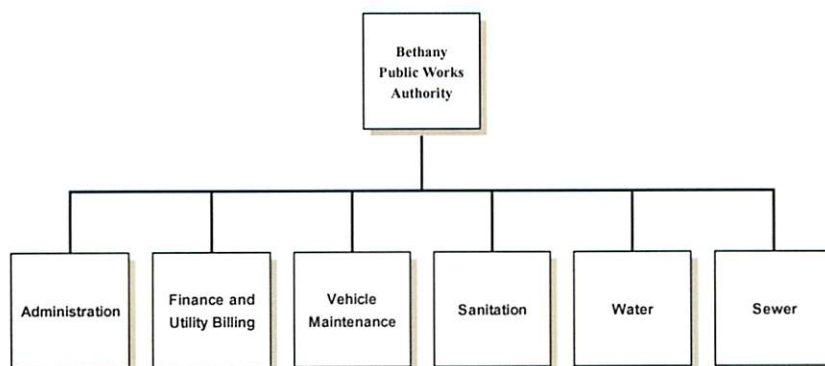 Bethany
Public Works
Authority
Administration
Finance and
Utility Billing
Vehicle
Maintenance
Sanitation
Water
Sewer